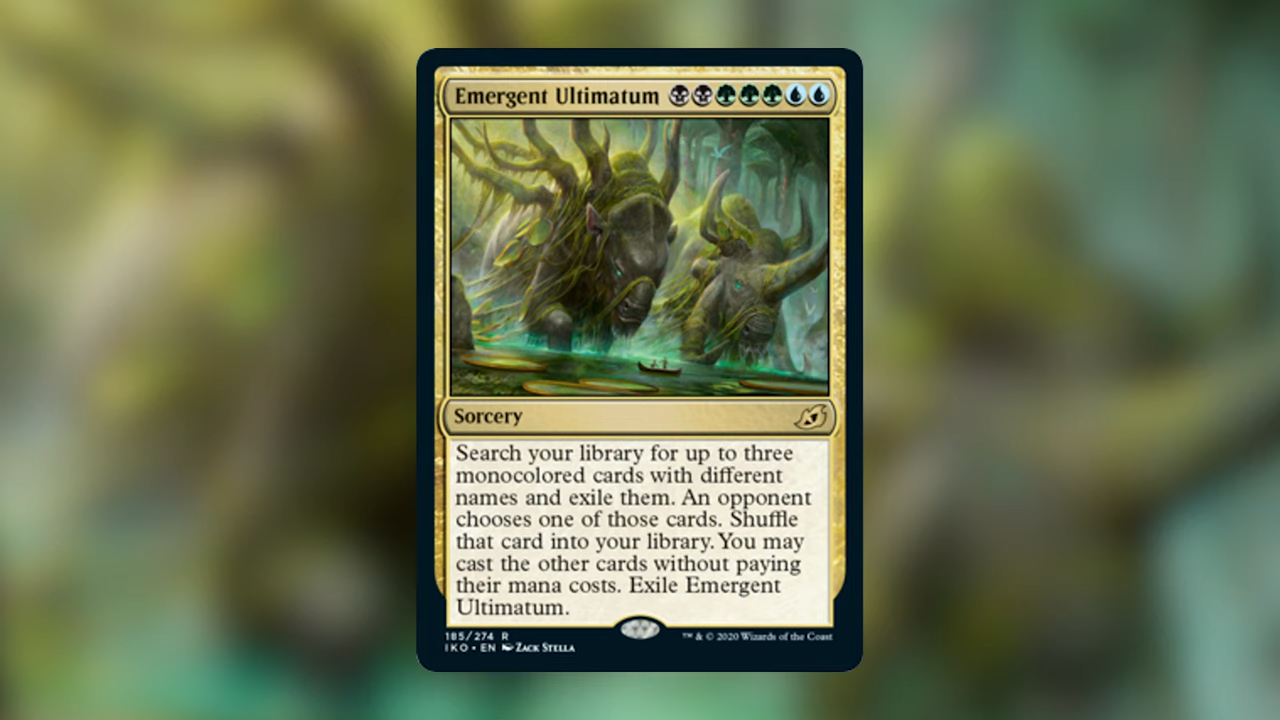 Emergent Ultimatum
Sorcery
Search your library for up to three
monocolored cards with different
names and exile them. An opponent
chooses one of those cards. Shuffle
that card into your library. You may
cast the other cards without paying
their mana costs. Exile Emergent
Ultimatum.
185/274 R
™ & © 2020 Wizards of the Coast
IKO • EN Zack Stella